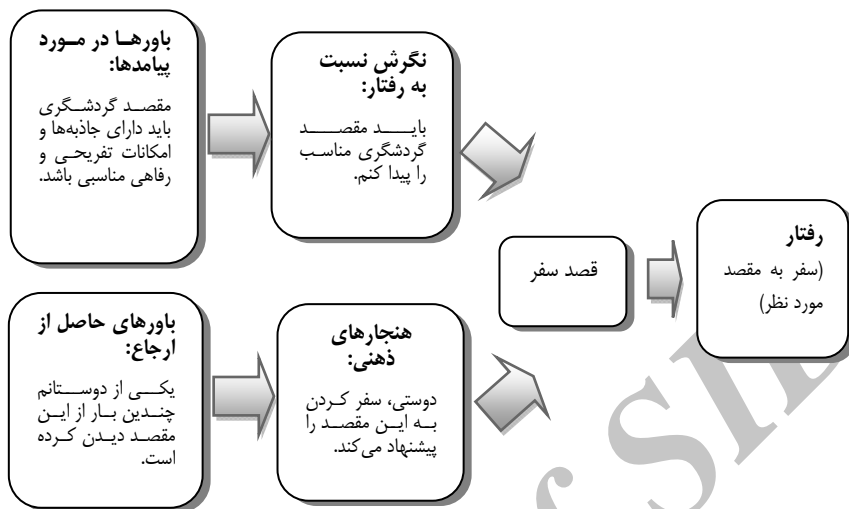 باورها در مورد
پیامدها:
مقصد گردشگری
باید دارای جاذبه‌ها و
امکانات تفریحی و
رفاهی مناسبی باشد.
نگرش نسبت
به رفتار:
باید مقصد
گردشگری مناسب
را پیدا کنم.
باورهای حاصل از
ارجاع:
یکی از دوستانم
چندین بار از این
مقصد دیدن کرده
است.
هنجارهای
ذهنی:
دوستی، سفر کردن
به این مقصد را
پیشنهاد می‌کند.
قصد سفر
رفتار
(سفر به مقصد
مورد نظر)
of SID